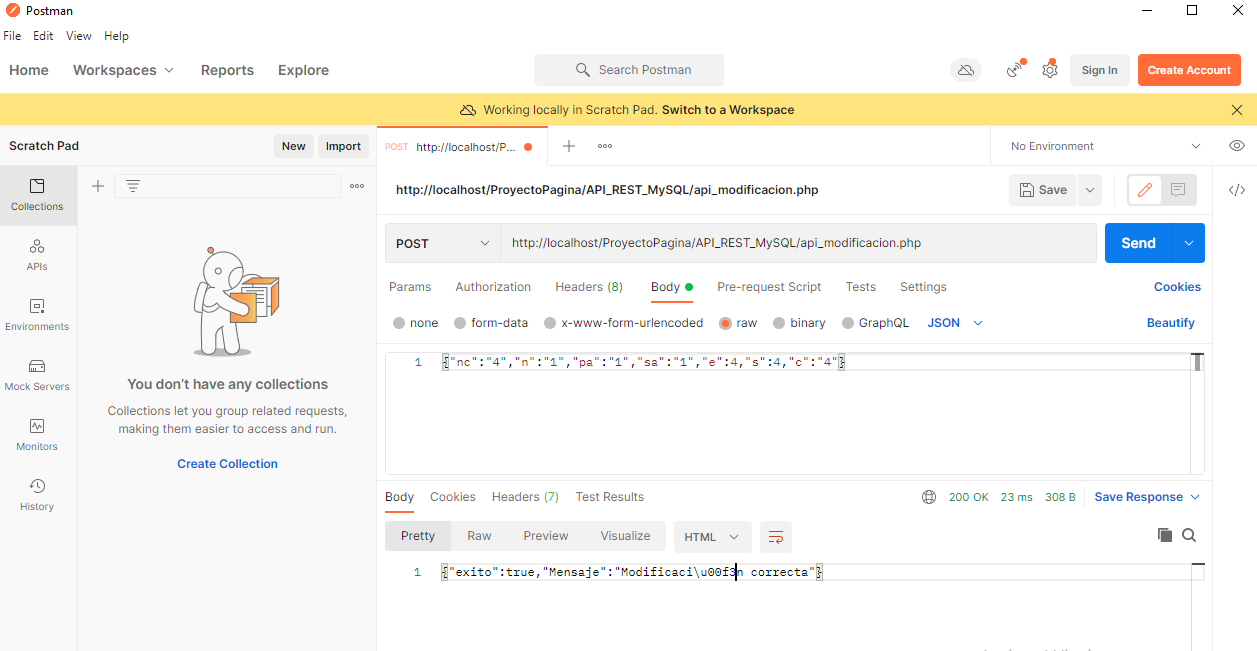 Postman
File Edit View Help
Home Workspaces Reports Explore Search Postman Sign In Create Account
Working locally in Scratch Pad. Switch to a Workspace
Scratch Pad New Import POST http://localhost/P... No Environment
http://localhost/ProyectoPagina/API_REST_MySQL/api_modificacion.php Save
Collections
APIs
Environments
Mock Servers
Monitors
History
You don't have any collections
Collections let you group related requests,
making them easier to access and run.
Create Collection
POST http://localhost/ProyectoPagina/API_REST_MySQL/api_modificacion.php Send
Params Authorization Headers (8) Body Pre-request Script Tests Settings Cookies
none form-data x-www-form-urlencoded raw binary GraphQL JSON Beautify
1 {"nc":"4","n":"1","pa":"1","sa":"1","e":4,"s":4,"c":"4"}
Body Cookies Headers (7) Test Results 200 OK 23 ms 308 B Save Response
Pretty Raw Preview Visualize HTML
1 {"exito":true,"Mensaje":"Modificaci\u00f3n correcta"}